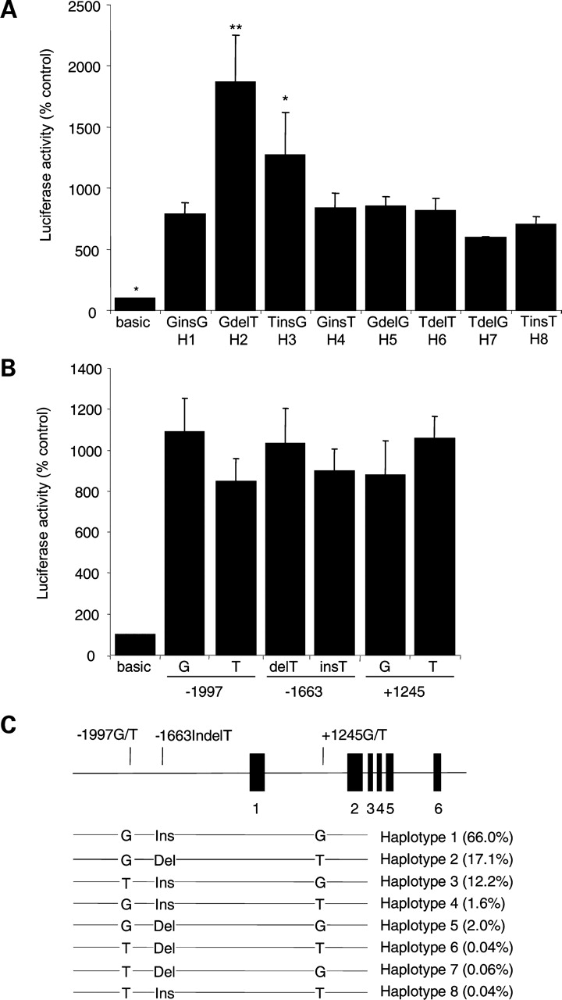 A
Luciferase activity (% control)
2500
2000
1500
1000
500
0
*
**
*
basic GinsG GdelT TinsG GinsT GdelG TdelT TdelG TinsT
H1 H2 H3 H4 H5 H6 H7 H8
B
Luciferase activity (% control)
1400
1200
1000
800
600
400
200
0
basic G T delT insT G T
-1997 -1663 +1245
C
-1997G/T -1663IndelT +1245G/T
1 2 3 4 5 6
G Ins G Haplotype 1 (66.0%)
G Del T Haplotype 2 (17.1%)
T Ins G Haplotype 3 (12.2%)
G Ins T Haplotype 4 (1.6%)
G Del G Haplotype 5 (2.0%)
T Del T Haplotype 6 (0.04%)
T Del G Haplotype 7 (0.06%)
T Ins T Haplotype 8 (0.04%)